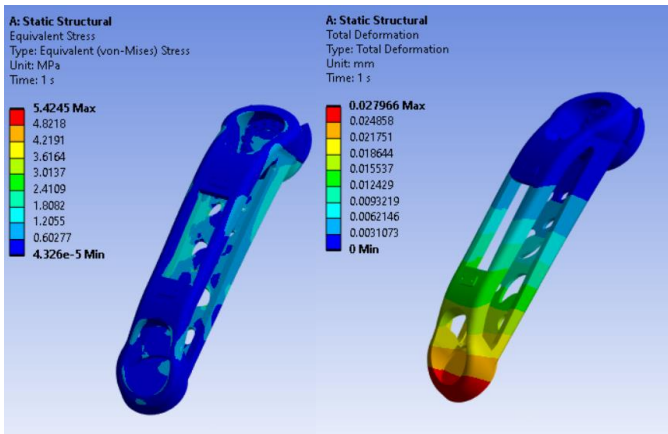 A: Static Structural
Equivalent Stress
Type: Equivalent (von-Mises) Stress
Unit: MPa
Time: 1 s
5.4245 Max
4.8218
4.2191
3.6164
3.0137
2.4109
1.8082
1.2055
0.60277
4.326e-5 Min
A: Static Structural
Total Deformation
Type: Total Deformation
Unit: mm
Time: 1 s
0.027966 Max
0.024858
0.021751
0.018644
0.015537
0.012429
0.0093219
0.0062146
0.0031073
0 Min